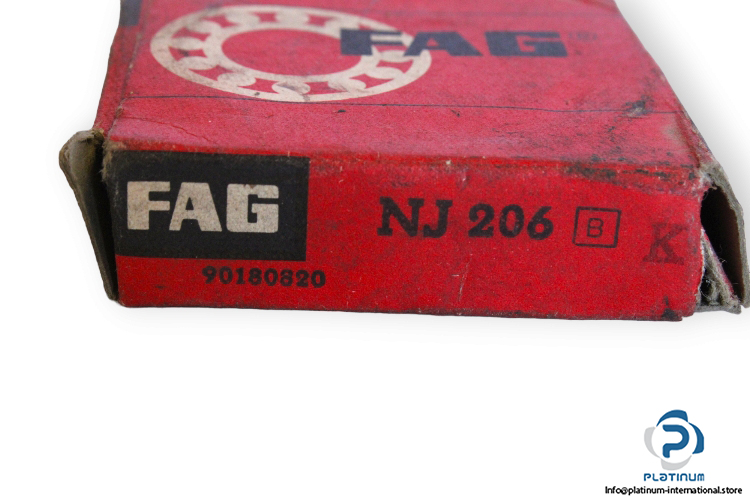 FAG
FAG NJ 206 B K
90180820
PLATINUM
Info@platinum-international.store